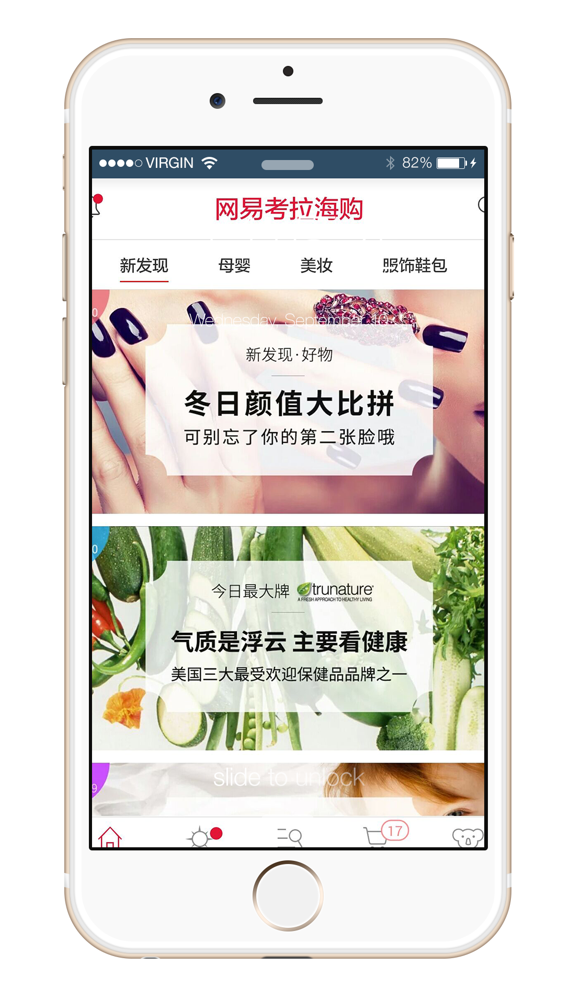 VIRGIN 82%
网易考拉海购
新发现 母婴 美妆 服饰鞋包
0
Wednesday, September 10
新发现·好物
冬日颜值大比拼
可别忘了你的第二张脸哦
0
今日最大牌 trunature®
A FRESH APPROACH TO HEALTHY LIVING
气质是浮云 主要看健康
美国三大最受欢迎保健品品牌之一
9
slide to unlock
17